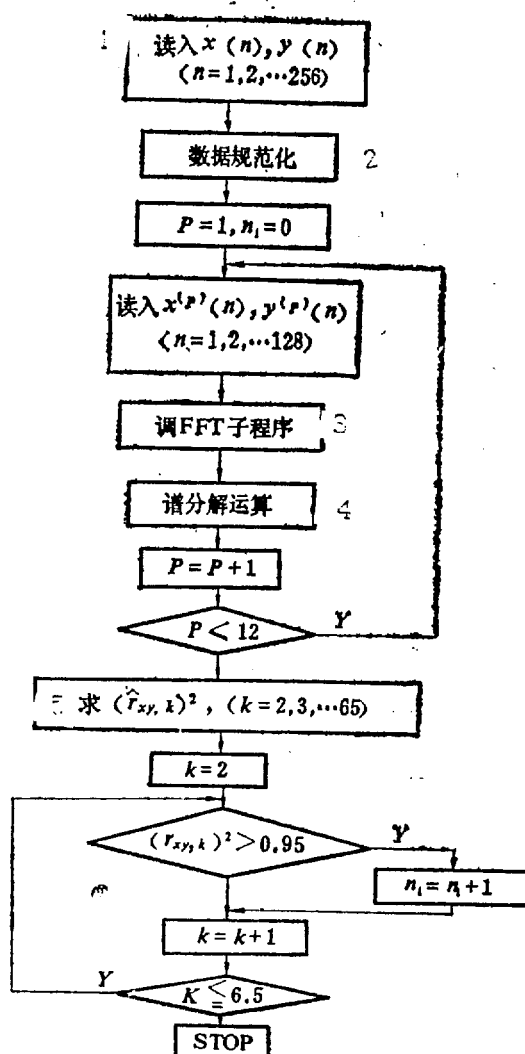 1
读入 x (n), y (n)
(n=1,2,…256)
数据规范化 2
P=1, n₁=0
读入 x⁽ᴾ⁾(n), y⁽ᴾ⁾(n)
(n=1,2,…128)
调FFT子程序 3
谱分解运算 4
P=P+1
P<12 Y
5 求 (r̂xy, k)², (k=2,3,…65)
k=2
(rxy,k)²>0.95 Y
n₁=n₁+1
k=k+1
Y K≤6.5
STOP